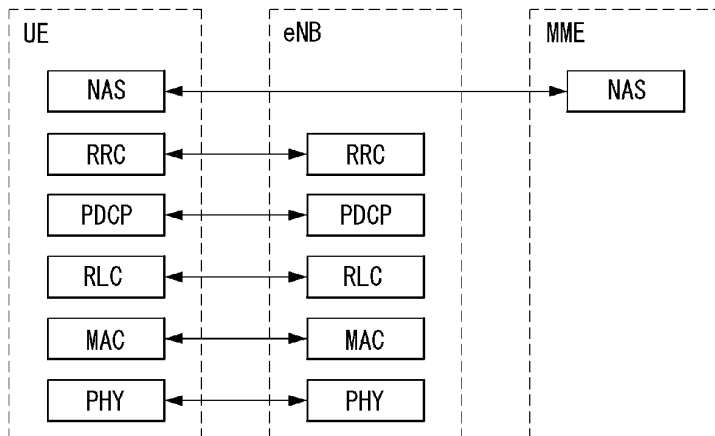 UE eNB MME
NAS NAS
RRC RRC
PDCP PDCP
RLC RLC
MAC MAC
PHY PHY